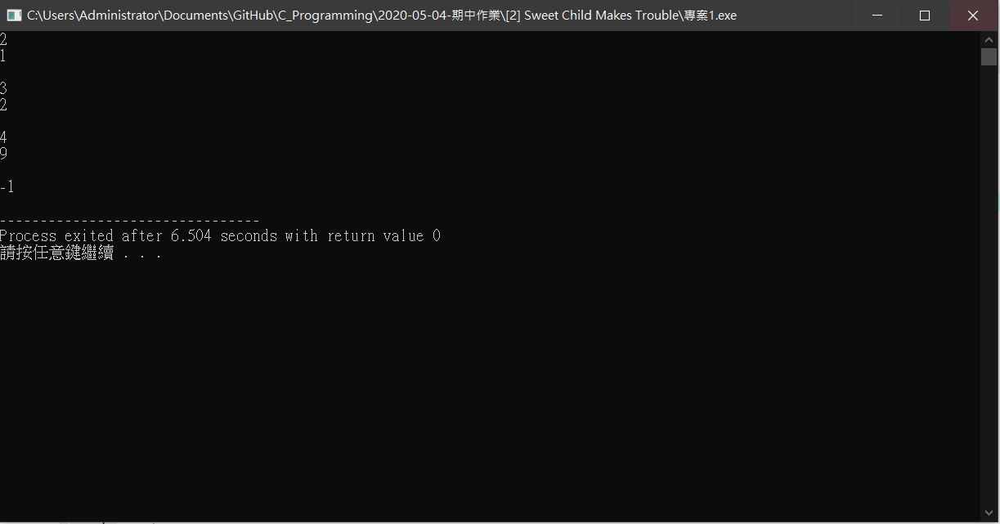 C:\Users\Administrator\Documents\GitHub\C_Programming\2020-05-04-期中作業\[2] Sweet Child Makes Trouble\專案1.exe
2
1
3
2
4
9
-1
--------------------------------
Process exited after 6.504 seconds with return value 0
請按任意鍵繼續 . . .